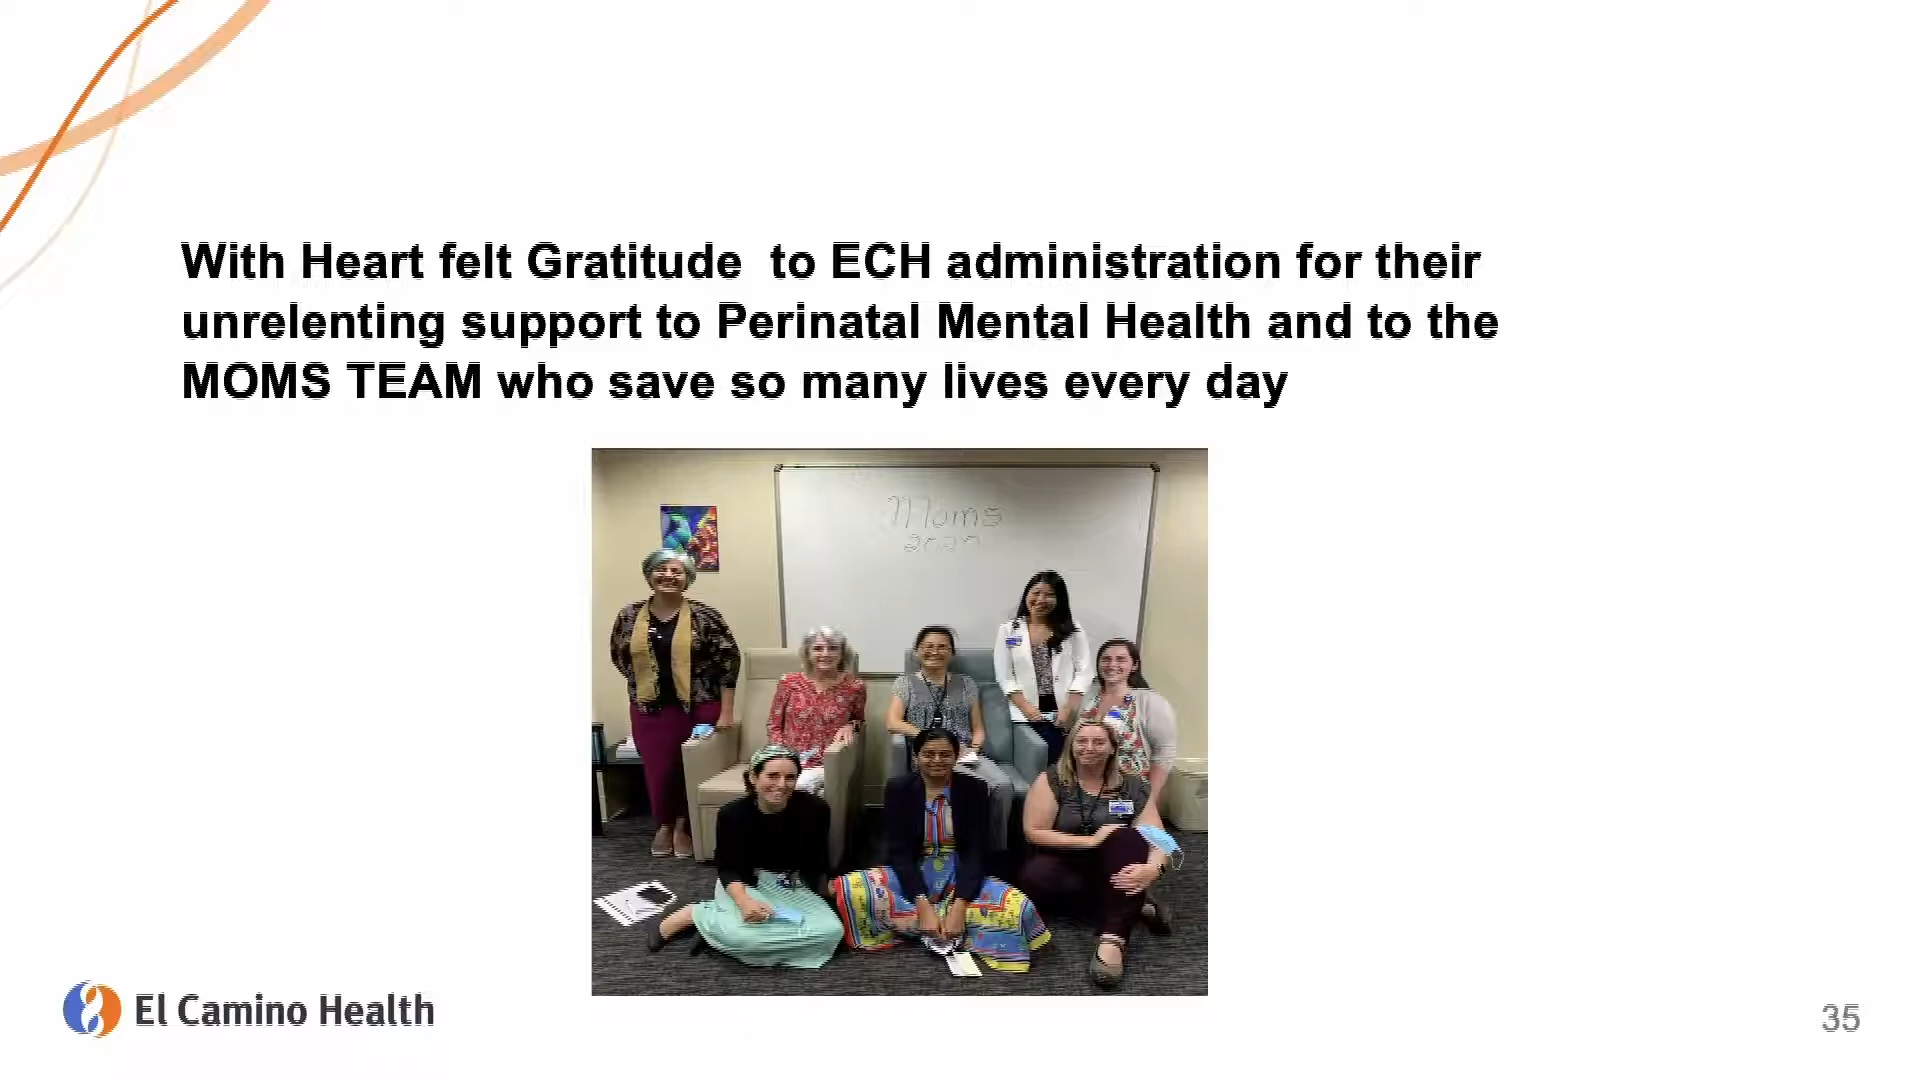 With Heart felt Gratitude  to ECH administration for their
unrelenting support to Perinatal Mental Health and to the
MOMS TEAM who save so many lives every day
Moms
El Camino Health
35